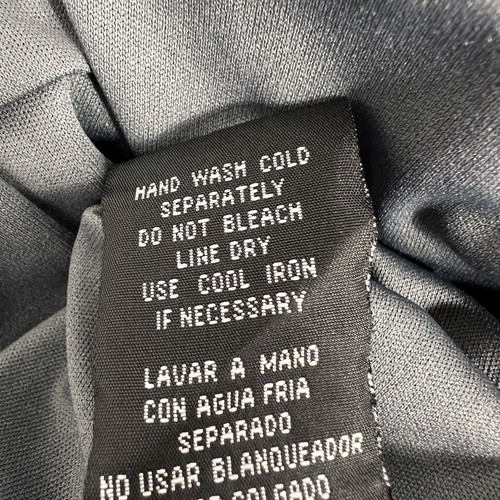 HAND WASH COLD
SEPARATELY
DO NOT BLEACH
LINE DRY
USE COOL IRON
IF NECESSARY
LAVAR A MANO
CON AGUA FRIA
SEPARADO
NO USAR BLANQUEADOR
COLGADO